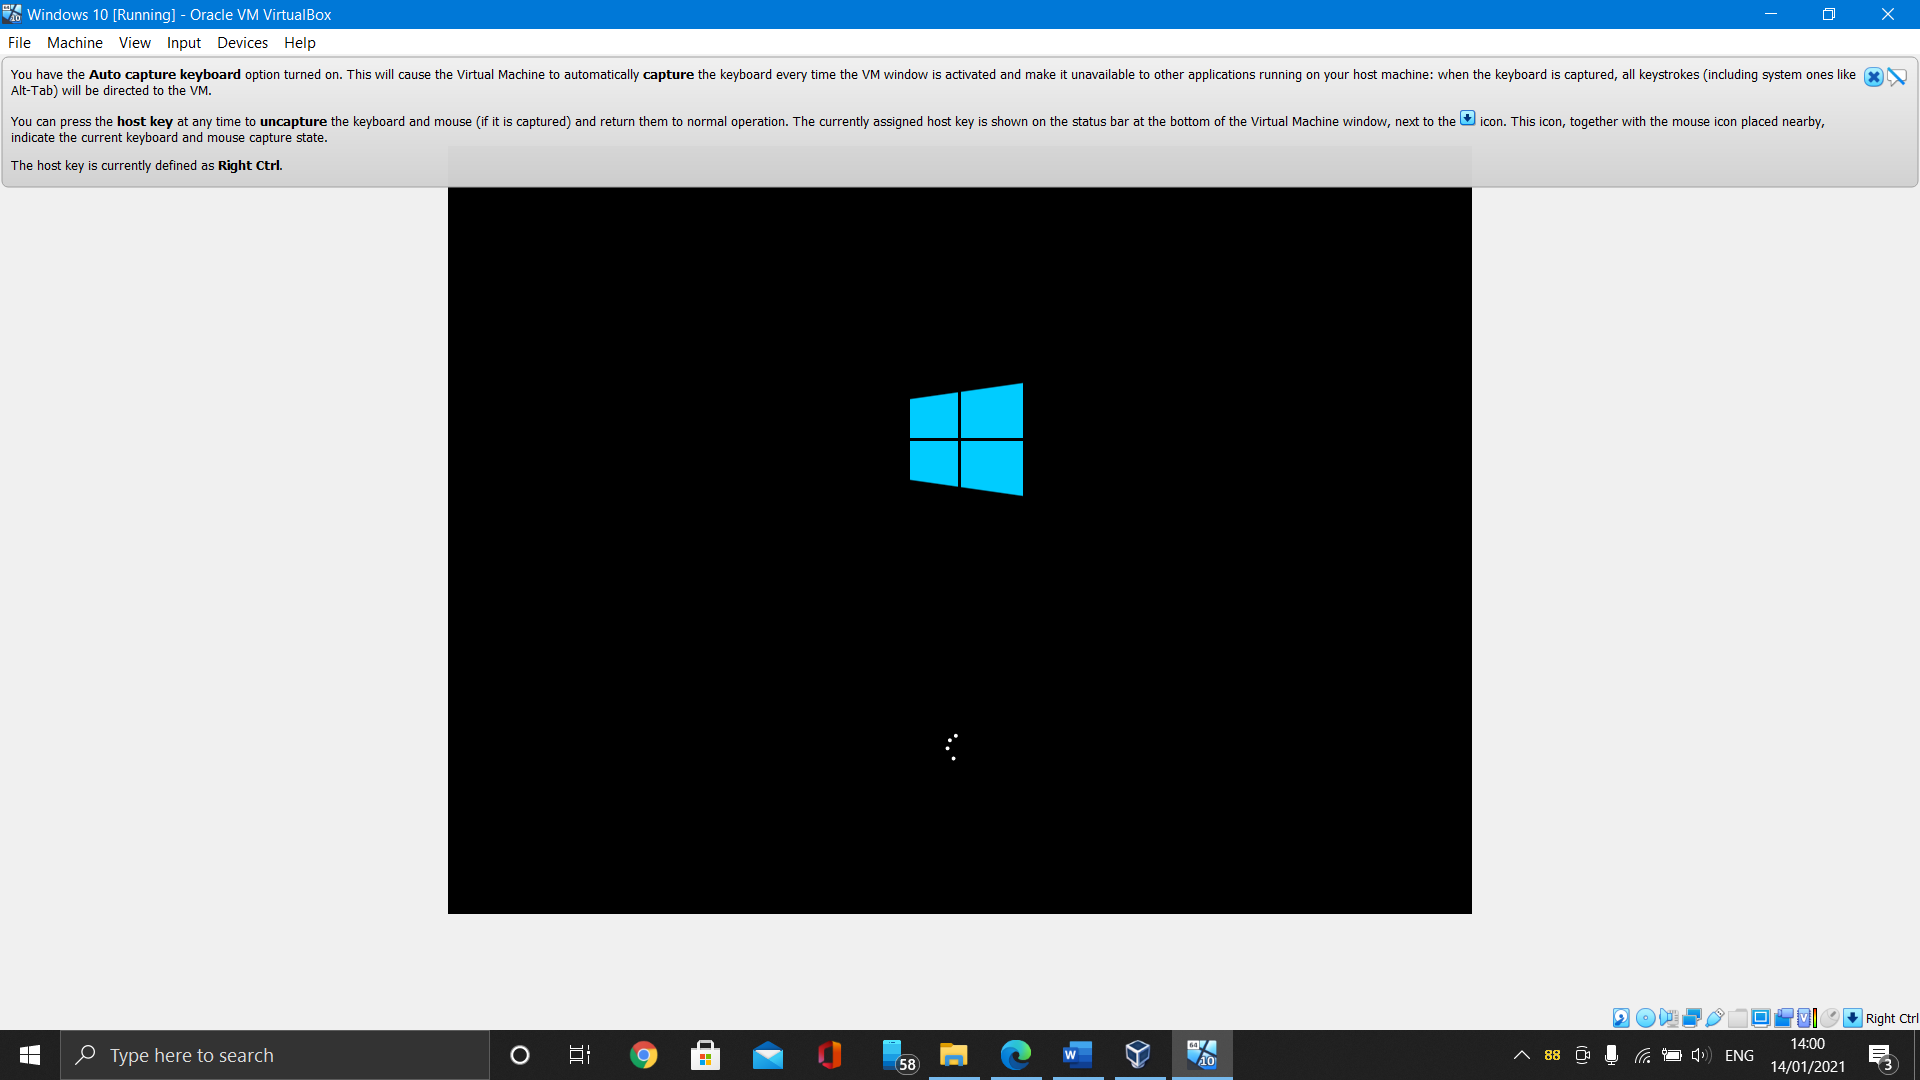 Windows 10 [Running] - Oracle VM VirtualBox
File Machine View Input Devices Help
You have the Auto capture keyboard option turned on. This will cause the Virtual Machine to automatically capture the keyboard every time the VM window is activated and make it unavailable to other applications running on your host machine: when the keyboard is captured, all keystrokes (including system ones like
Alt-Tab) will be directed to the VM.
You can press the host key at any time to uncapture the keyboard and mouse (if it is captured) and return them to normal operation. The currently assigned host key is shown on the status bar at the bottom of the Virtual Machine window, next to the icon. This icon, together with the mouse icon placed nearby,
indicate the current keyboard and mouse capture state.
The host key is currently defined as Right Ctrl.
Right Ctrl
Type here to search
58
88
ENG
14:00
14/01/2021
3